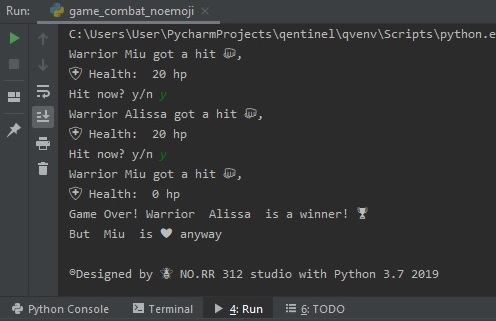 Run: game_combat_noemoji ×
C:\Users\User\PycharmProjects\qentinel\qvenv\Scripts\python.e
Warrior Miu got a hit 👊,
⛨ Health:  20 hp
Hit now? y/n y
Warrior Alissa got a hit 👊,
⛨ Health:  20 hp
Hit now? y/n y
Warrior Miu got a hit 👊,
⛨ Health:  0 hp
Game Over! Warrior  Alissa  is a winner! 🏆
But  Miu  is ❤ anyway
®Designed by 🐝 NO.RR 312 studio with Python 3.7 2019
Python Console Terminal 4: Run 6: TODO